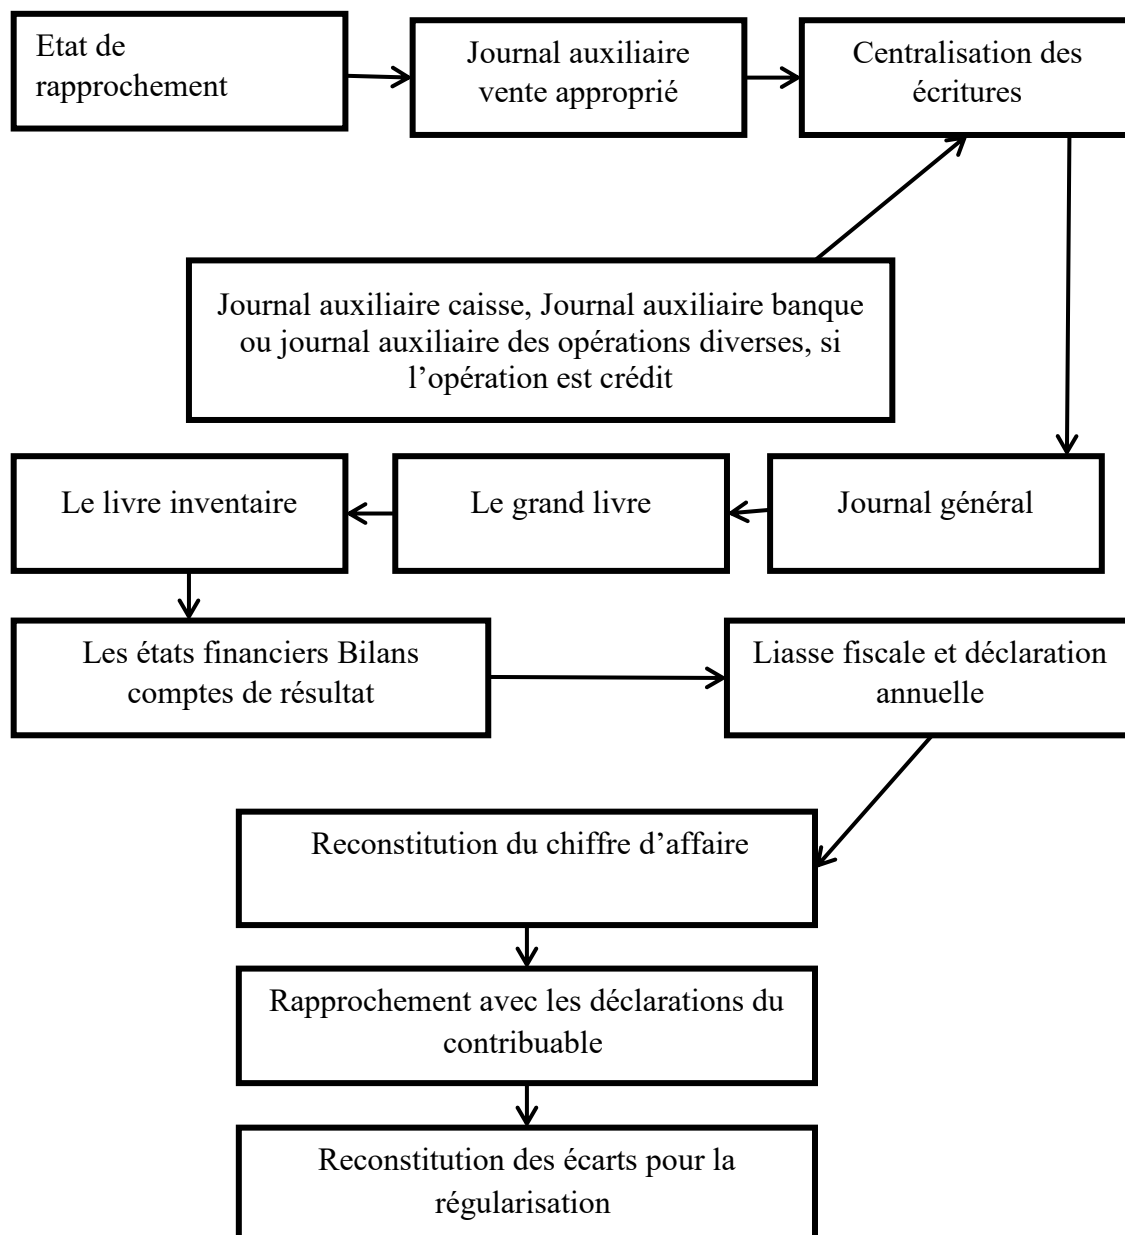 Etat de
rapprochement
Journal auxiliaire
vente approprié
Centralisation des
écritures
Journal auxiliaire caisse, Journal auxiliaire banque
ou journal auxiliaire des opérations diverses, si
l’opération est crédit
Le livre inventaire
Le grand livre
Journal général
Les états financiers Bilans
comptes de résultat
Liasse fiscale et déclaration
annuelle
Reconstitution du chiffre d’affaire
Rapprochement avec les déclarations du
contribuable
Reconstitution des écarts pour la
régularisation